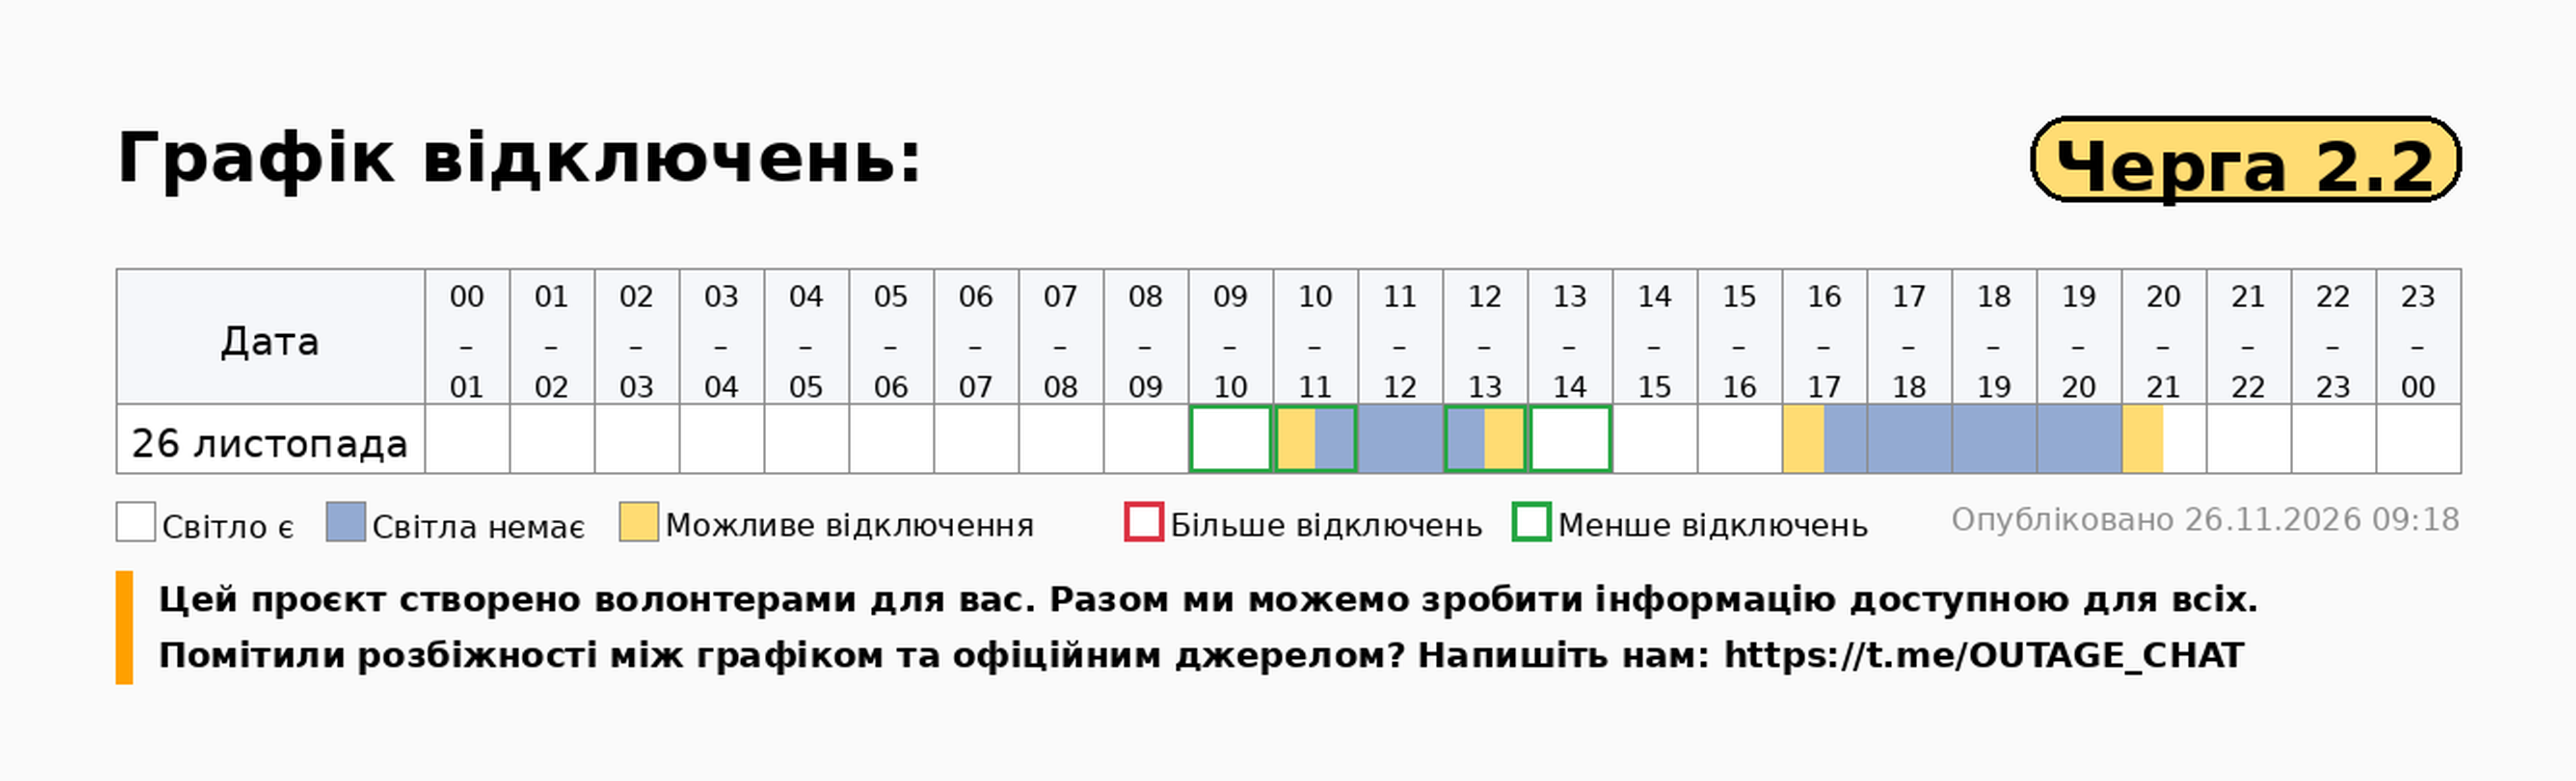 Графік відключень:
Черга 2.2
Дата
00 – 01
01 – 02
02 – 03
03 – 04
04 – 05
05 – 06
06 – 07
07 – 08
08 – 09
09 – 10
10 – 11
11 – 12
12 – 13
13 – 14
14 – 15
15 – 16
16 – 17
17 – 18
18 – 19
19 – 20
20 – 21
21 – 22
22 – 23
23 – 00
26 листопада
Світло є
Світла немає
Можливе відключення
Більше відключень
Менше відключень
Опубліковано 26.11.2026 09:18
Цей проєкт створено волонтерами для вас. Разом ми можемо зробити інформацію доступною для всіх.
Помітили розбіжності між графіком та офіційним джерелом? Напишіть нам: https://t.me/OUTAGE_CHAT